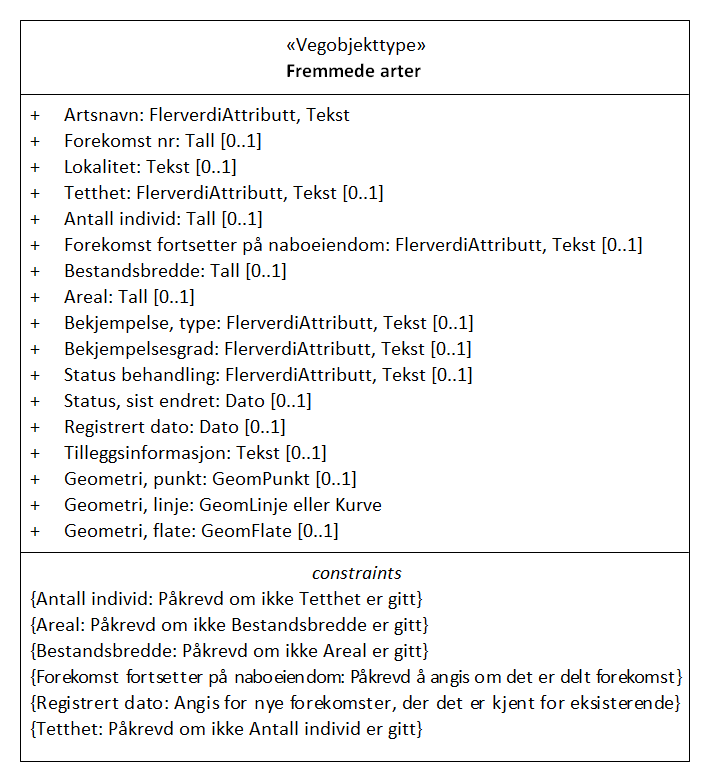 «Vegobjekttype»
Fremmede arter
+ Artsnavn: FlerverdiAttributt, Tekst
+ Forekomst nr: Tall [0..1]
+ Lokalitet: Tekst [0..1]
+ Tetthet: FlerverdiAttributt, Tekst [0..1]
+ Antall individ: Tall [0..1]
+ Forekomst fortsetter på naboeiendom: FlerverdiAttributt, Tekst [0..1]
+ Bestandsbredde: Tall [0..1]
+ Areal: Tall [0..1]
+ Bekjempelse, type: FlerverdiAttributt, Tekst [0..1]
+ Bekjempelsesgrad: FlerverdiAttributt, Tekst [0..1]
+ Status behandling: FlerverdiAttributt, Tekst [0..1]
+ Status, sist endret: Dato [0..1]
+ Registrert dato: Dato [0..1]
+ Tilleggsinformasjon: Tekst [0..1]
+ Geometri, punkt: GeomPunkt [0..1]
+ Geometri, linje: GeomLinje eller Kurve
+ Geometri, flate: GeomFlate [0..1]
constraints
{Antall individ: Påkrevd om ikke Tetthet er gitt}
{Areal: Påkrevd om ikke Bestandsbredde er gitt}
{Bestandsbredde: Påkrevd om ikke Areal er gitt}
{Forekomst fortsetter på naboeiendom: Påkrevd å angis om det er delt forekomst}
{Registrert dato: Angis for nye forekomster, der det er kjent for eksisterende}
{Tetthet: Påkrevd om ikke Antall individ er gitt}